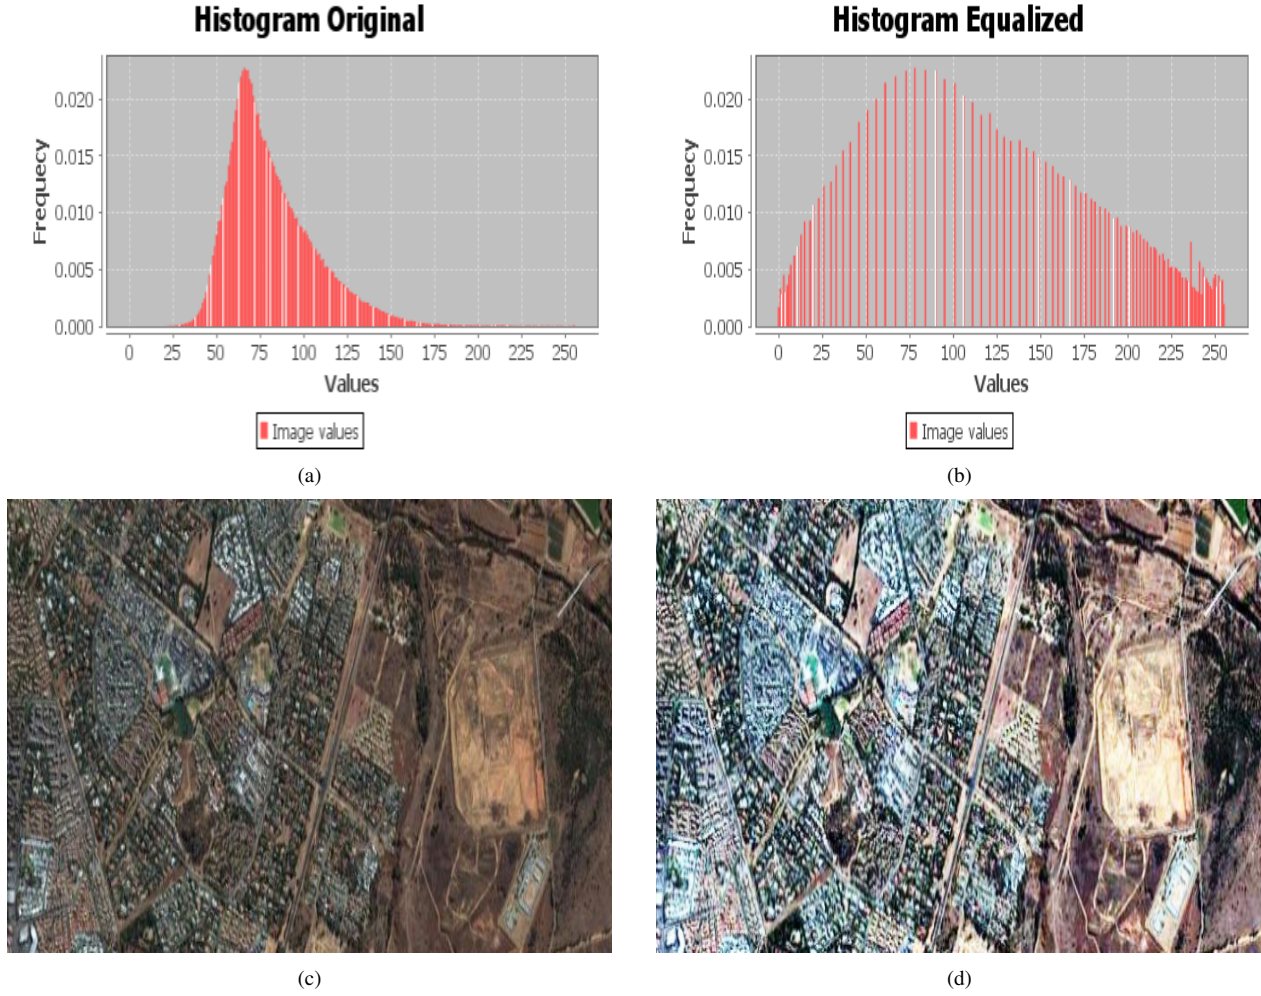 Histogram Original
Frequecy
0.020
0.015
0.010
0.005
0.000
0 25 50 75 100 125 150 175 200 225 250
Values
Image values
(a)
Histogram Equalized
Frequecy
0.020
0.015
0.010
0.005
0.000
0 25 50 75 100 125 150 175 200 225 250
Values
Image values
(b)
(c)
(d)